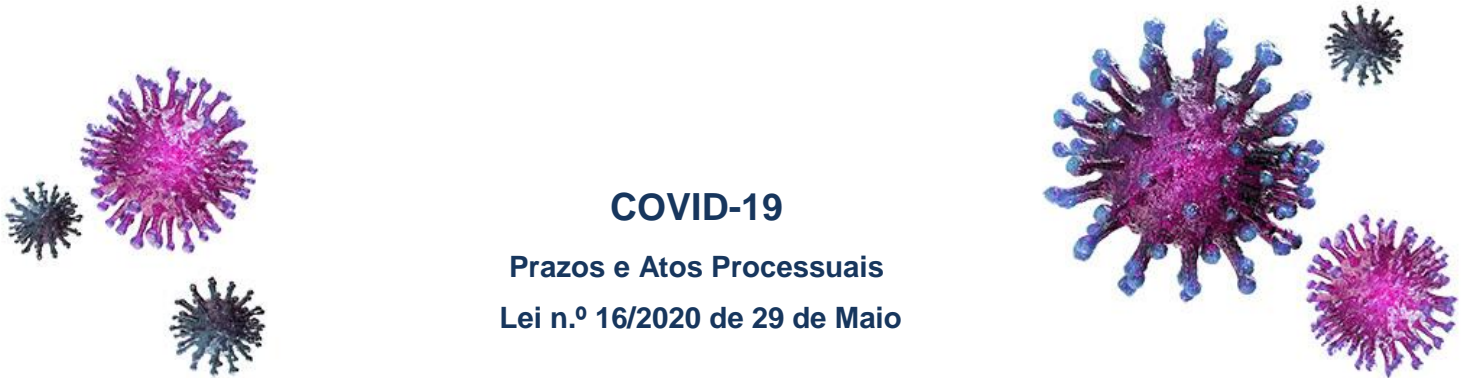 COVID-19
Prazos e Atos Processuais
Lei n.º 16/2020 de 29 de Maio